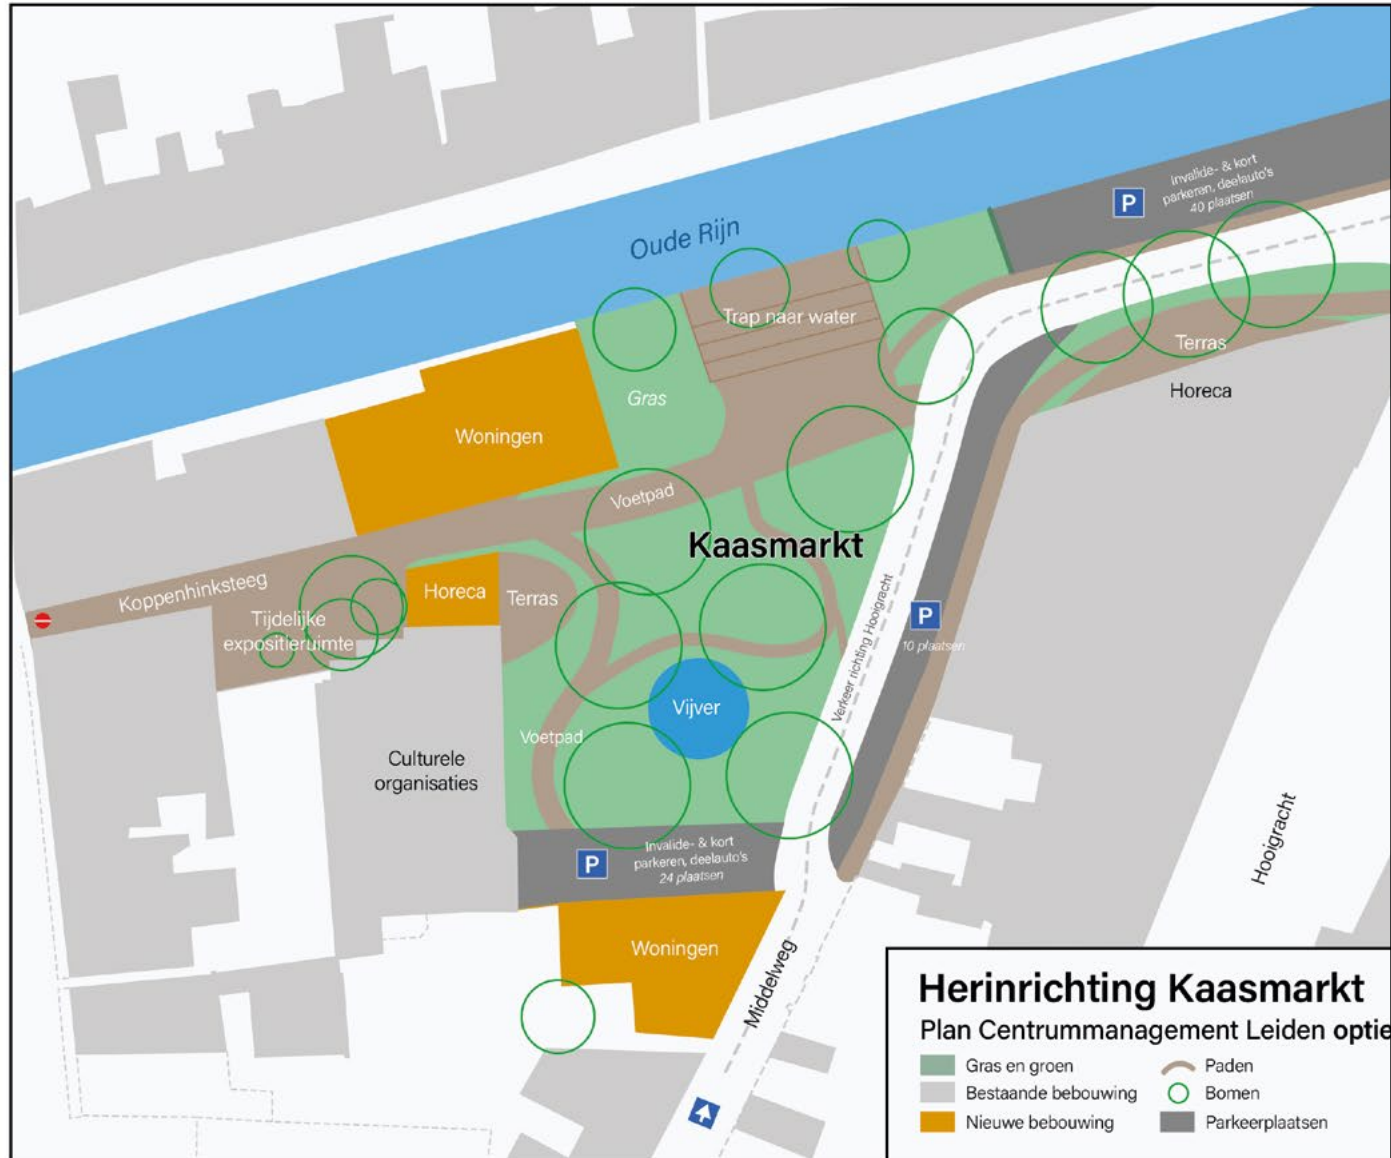 Invalide- & kort
parkeren, deelauto's
40 plaatsen
P
Oude Rijn
Trap naar water
Terras
Horeca
Gras
Woningen
Voetpad
Kaasmarkt
Koppenhinksteeg
Tijdelijke
expositieruimte
Horeca
Terras
P
10 plaatsen
Verkeer richting Hooigracht
Vijver
Voetpad
Culturele
organisaties
P
Invalide- & kort
parkeren, deelauto's
24 plaatsen
Woningen
Middelweg
Hooigracht
Herinrichting Kaasmarkt
Plan Centrummanagement Leiden optie
Gras en groen
Paden
Bestaande bebouwing
Bomen
Nieuwe bebouwing
Parkeerplaatsen